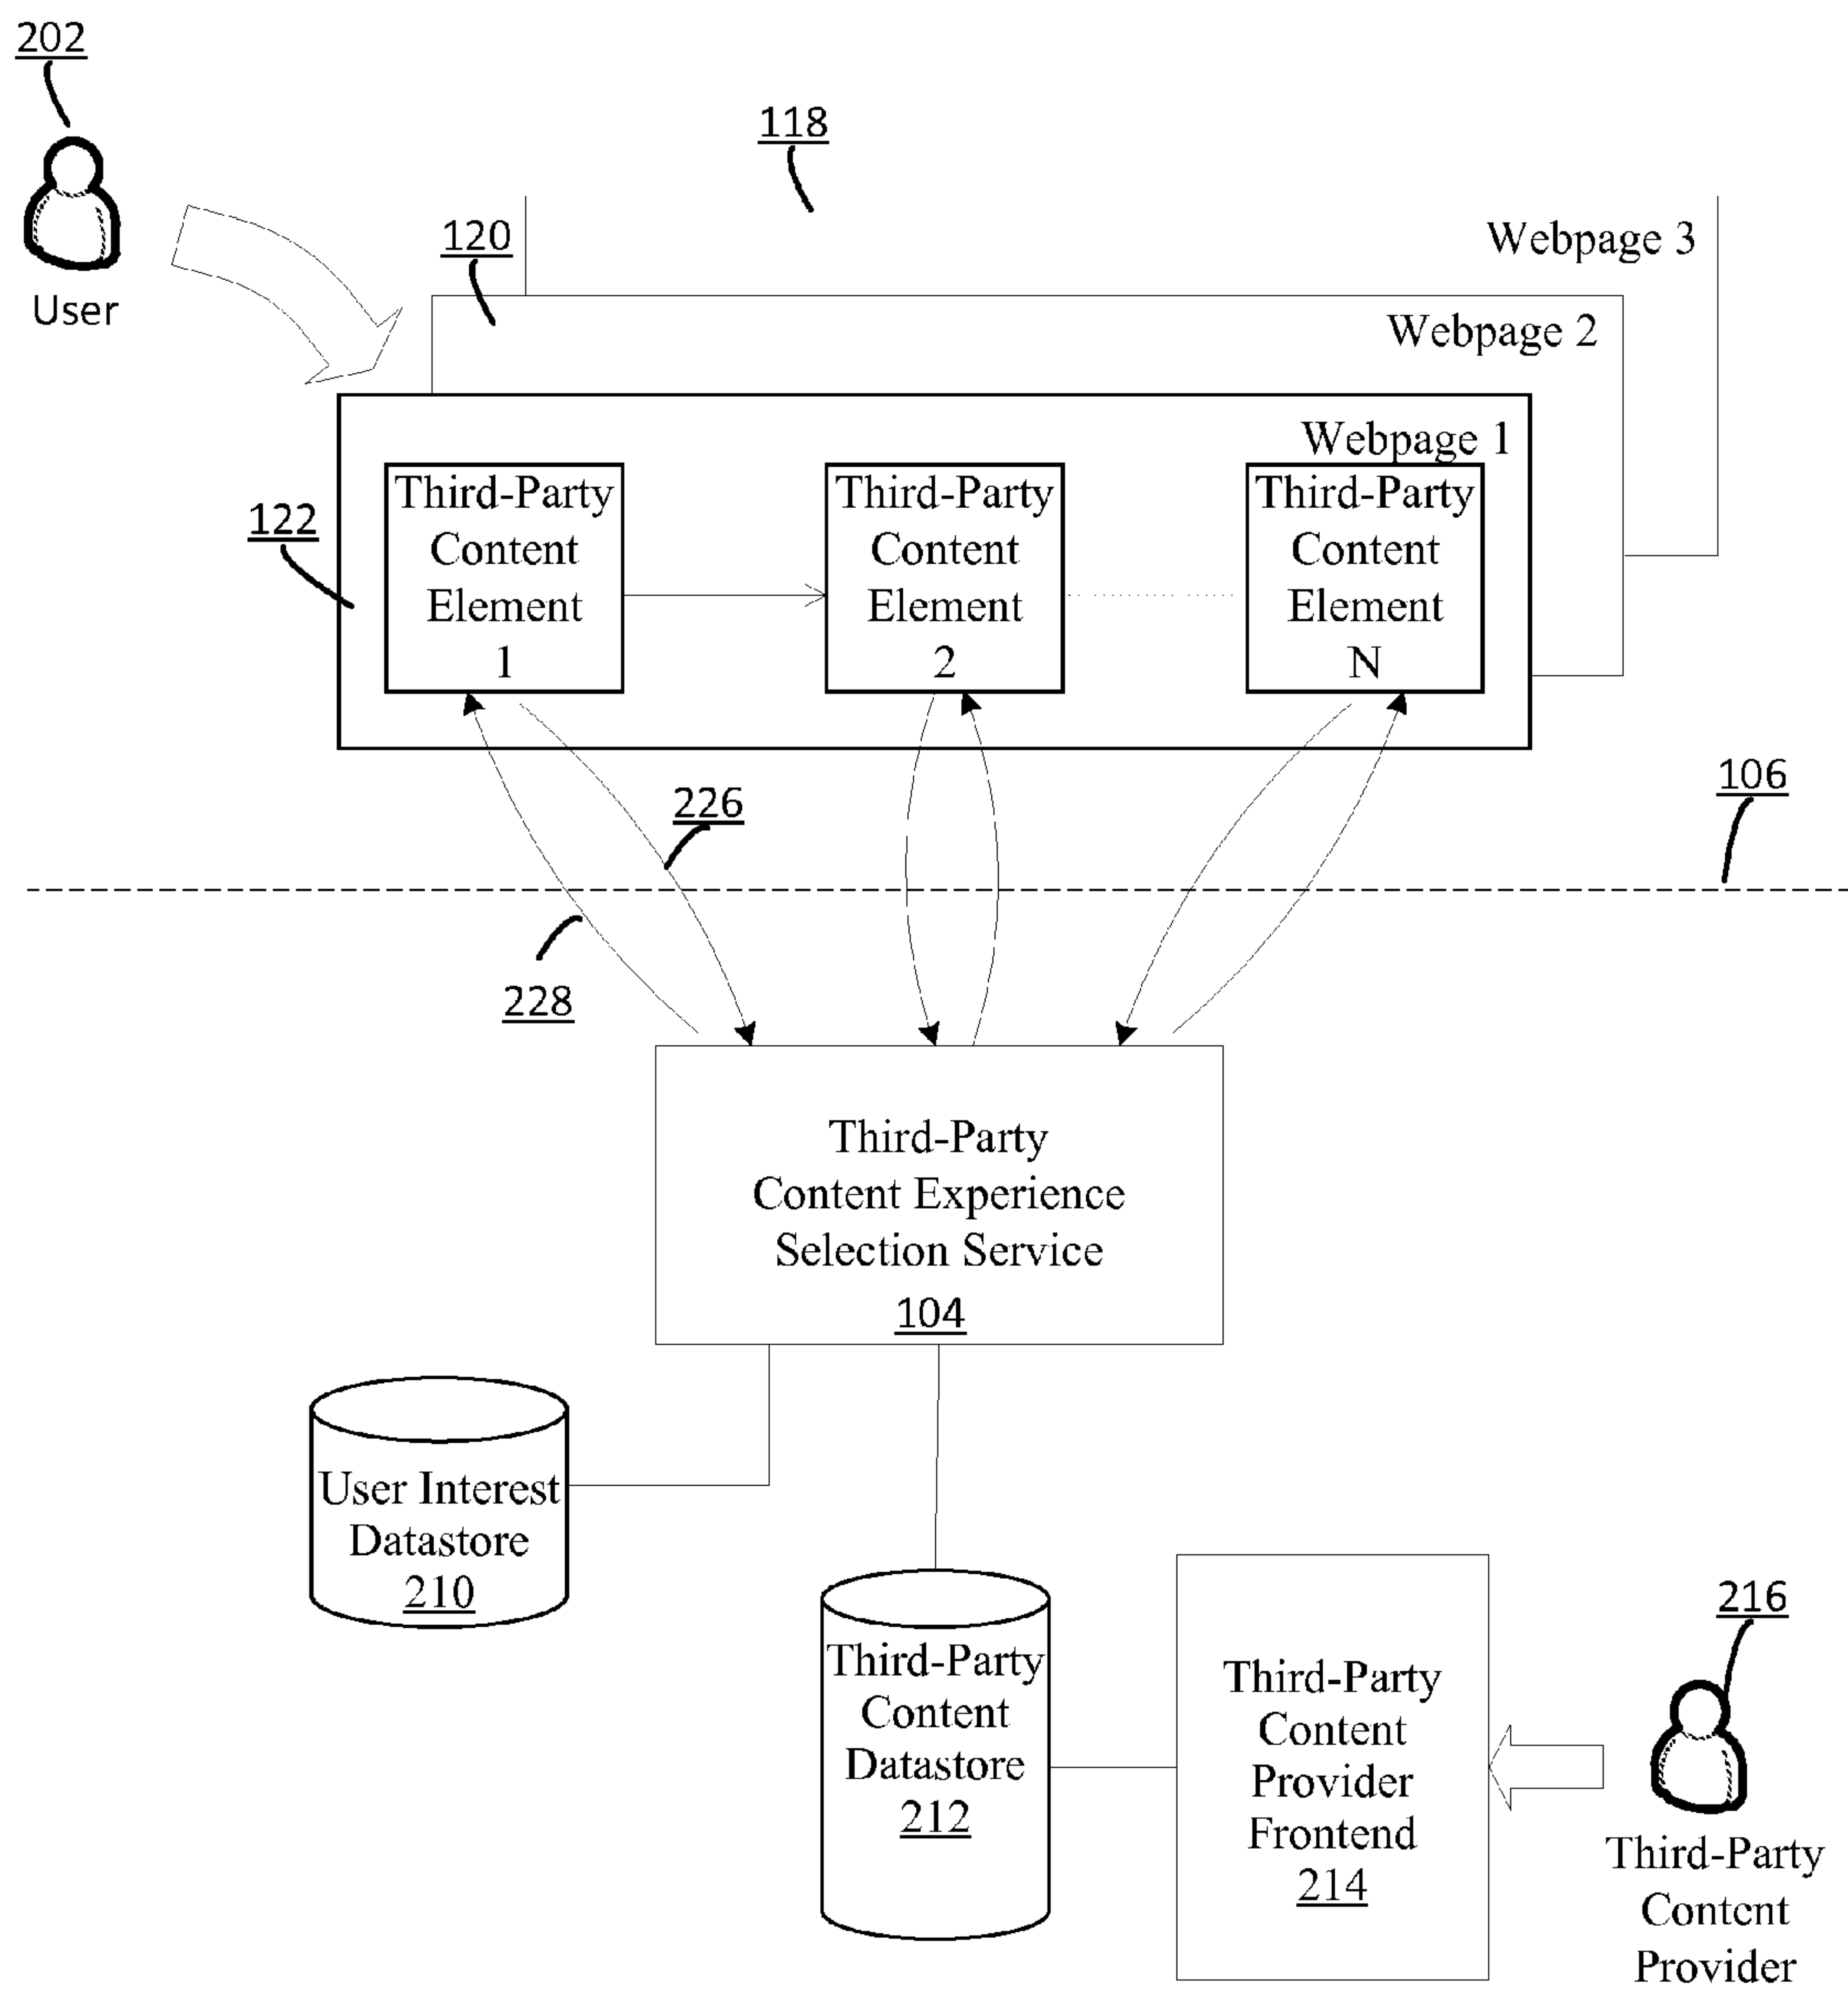 202
118
120
User
Webpage 3
Webpage 2
Webpage 1
122
Third-Party
Content
Element
1
Third-Party
Content
Element
2
Third-Party
Content
Element
N
226
106
228
Third-Party
Content Experience
Selection Service
104
User Interest
Datastore
210
Third-Party
Content
Datastore
212
Third-Party
Content
Provider
Frontend
214
216
Third-Party
Content
Provider